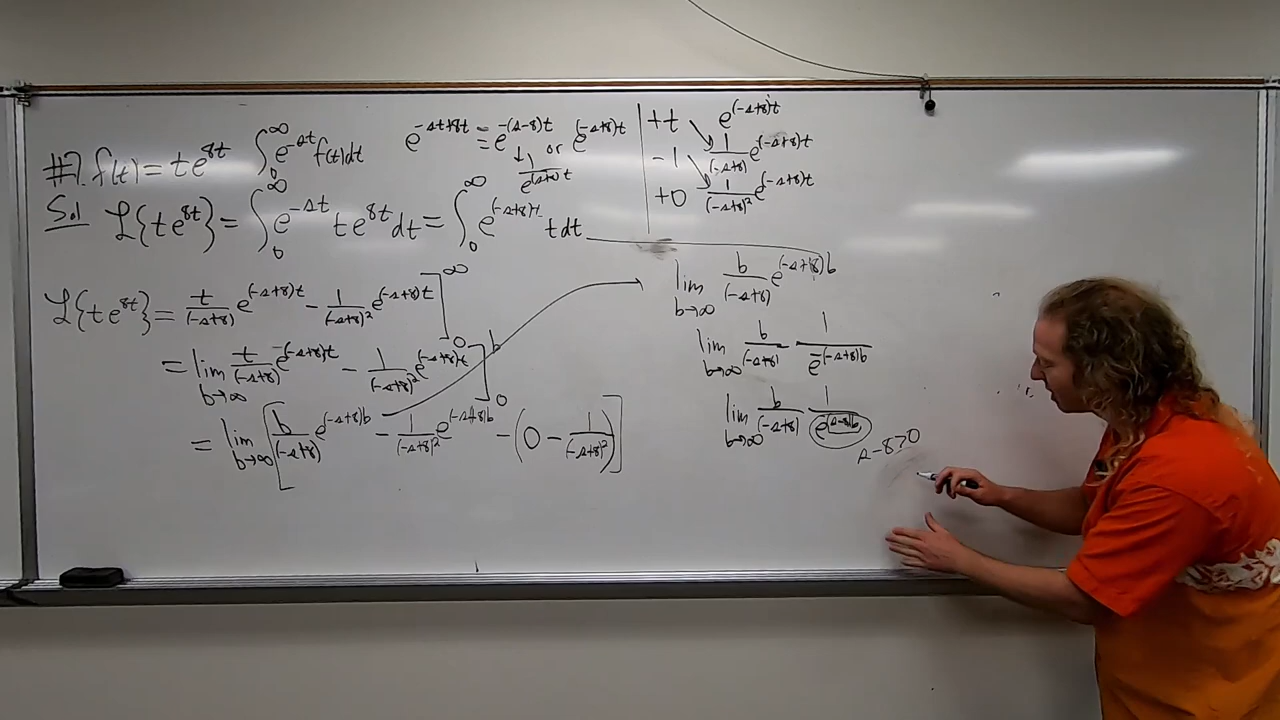 #7. f(t) = te^{8t} ∫_0^∞ e^{-st} f(t)dt e^{-st+8t} = e^{-(s-8)t} or e^{(-s+8)t}
↓ 1/e^{(s-8)t}
Sol ℒ{te^{8t}} = ∫_0^∞ e^{-st} te^{8t} dt = ∫_0^∞ e^{(-s+8)t} t dt
ℒ{te^{8t}} = t/(-s+8) e^{(-s+8)t} - 1/(-s+8)^2 e^{(-s+8)t} ]_0^∞
= lim_{b→∞} t/(-s+8) e^{(-s+8)t} - 1/(-s+8)^2 e^{(-s+8)t} ]_0^b
= lim_{b→∞} [ b/(-s+8) e^{(-s+8)b} - 1/(-s+8)^2 e^{(-s+8)b} - (0 - 1/(-s+8)^2) ]
+t e^{(-s+8)t}
-1 1/(-s+8) e^{(-s+8)t}
+0 1/(-s+8)^2 e^{(-s+8)t}
lim_{b→∞} b/(-s+8) e^{(-s+8)b}
lim_{b→∞} b/(-s+8) 1/e^{-(-s+8)b}
lim_{b→∞} b/(-s+8) 1/e^{(s-8)b}
s-8>0